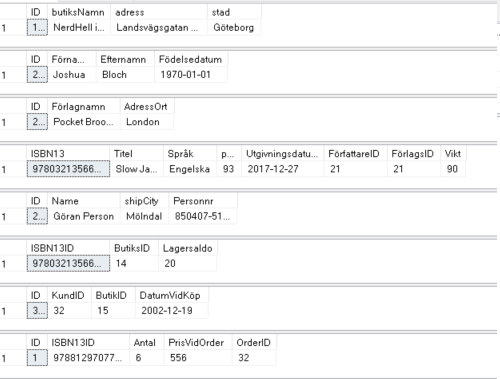 ID butiksNamn adress stad
1 1... NerdHell i... Landsvägsgatan ... Göteborg
ID Förna... Efternamn Födelsedatum
1 2... Joshua Bloch 1970-01-01
ID Förlagnamn AdressOrt
1 2... Pocket Broo... London
ISBN13 Titel Språk p... Utgivningsdatu... FörfattareID FörlagsID Vikt
1 97803213566... Slow Ja... Engelska 93 2017-12-27 21 21 90
ID Name shipCity Personnr
1 2... Göran Person Mölndal 850407-51...
ISBN13ID ButiksID Lagersaldo
1 97803213566... 14 20
ID KundID ButikID DatumVidKöp
1 3... 32 15 2002-12-19
ID ISBN13ID Antal PrisVidOrder OrderID
1 1 97881297077... 6 556 32